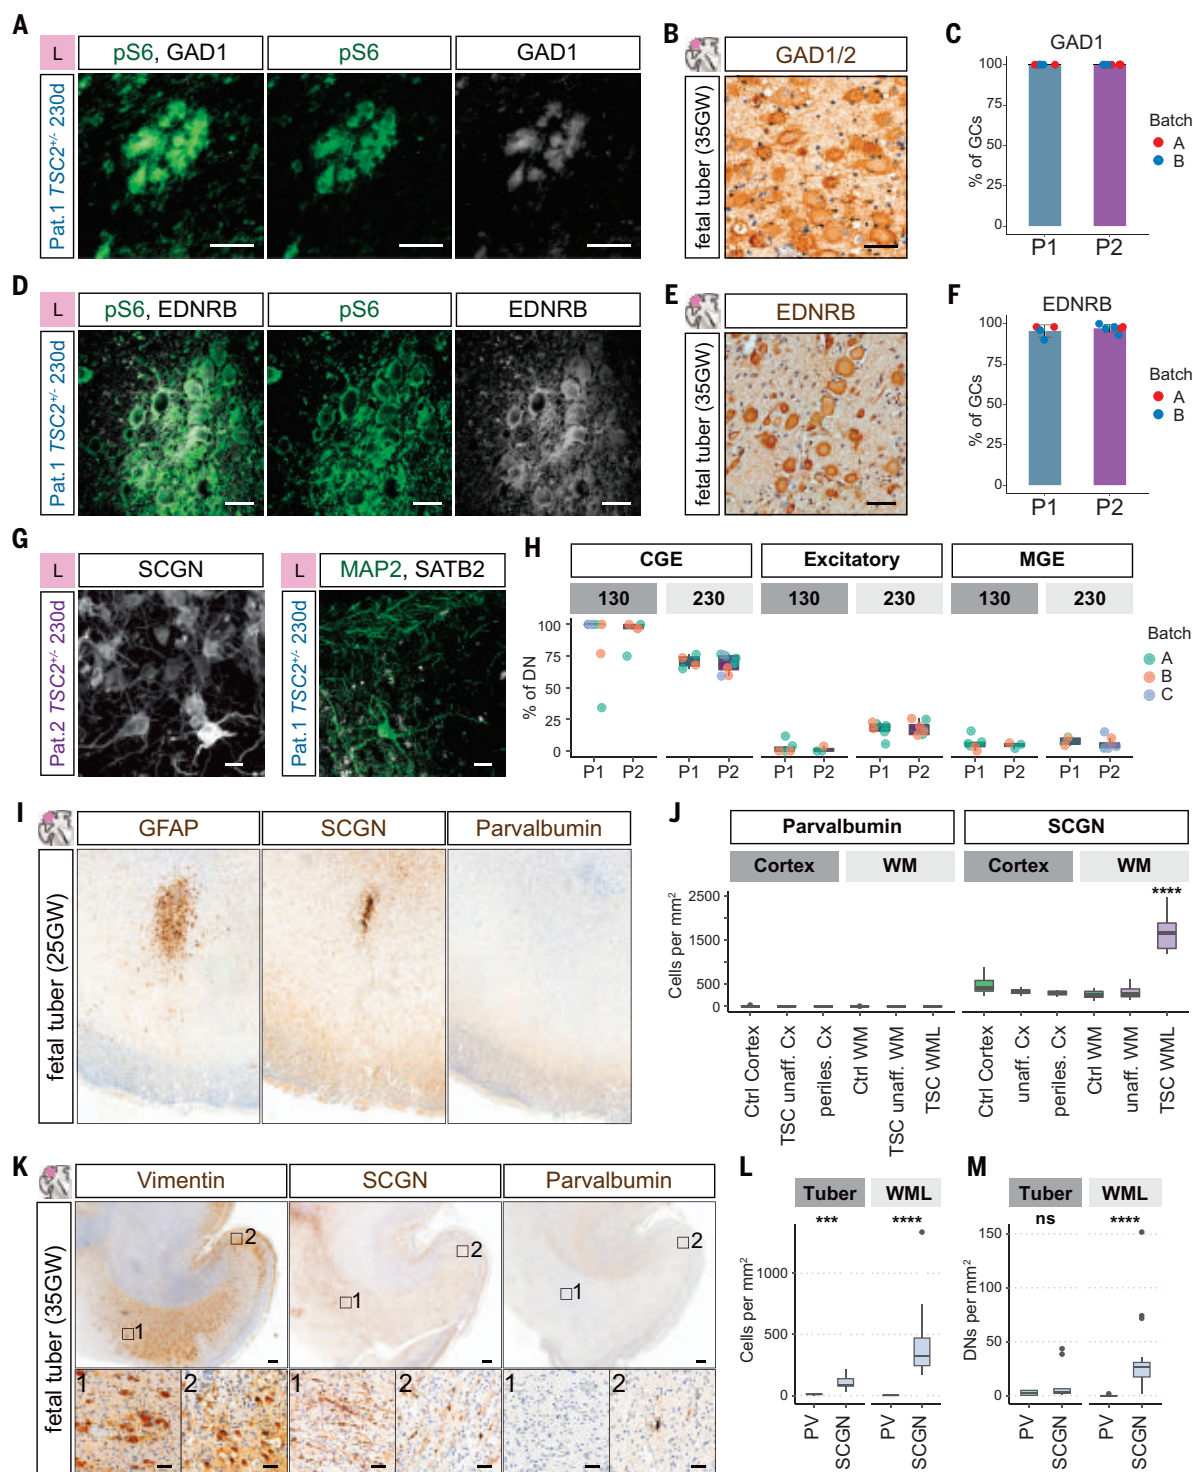 A
L
pS6, GAD1
pS6
GAD1
Pat.1 TSC2+/- 230d
B
GAD1/2
fetal tuber (35GW)
C
GAD1
% of GCs
100
75
50
25
0
P1
P2
Batch
A
B
D
L
pS6, EDNRB
pS6
EDNRB
Pat.1 TSC2+/- 230d
E
EDNRB
fetal tuber (35GW)
F
EDNRB
% of GCs
100
75
50
25
0
P1
P2
Batch
A
B
G
L
SCGN
Pat.2 TSC2+/- 230d
L
MAP2, SATB2
Pat.1 TSC2+/- 230d
H
CGE
Excitatory
MGE
130
230
130
230
130
230
% of DN
100
75
50
25
0
P1
P2
P1
P2
P1
P2
P1
P2
P1
P2
P1
P2
Batch
A
B
C
I
GFAP
SCGN
Parvalbumin
fetal tuber (25GW)
J
Parvalbumin
SCGN
Cortex
WM
Cortex
WM
Cells per mm²
2500
1500
500
0
****
Ctrl Cortex
TSC unaff. Cx
periles. Cx
Ctrl WM
TSC unaff. WM
TSC WML
Ctrl Cortex
unaff. Cx
periles. Cx
Ctrl WM
unaff. WM
TSC WML
K
Vimentin
SCGN
Parvalbumin
fetal tuber (35GW)
2
1
2
1
2
1
1
2
1
2
1
2
L
Tuber
WML
***
****
Cells per mm²
1000
500
0
PV
SCGN
PV
SCGN
M
Tuber
WML
ns
****
DNs per mm²
150
100
50
0
PV
SCGN
PV
SCGN